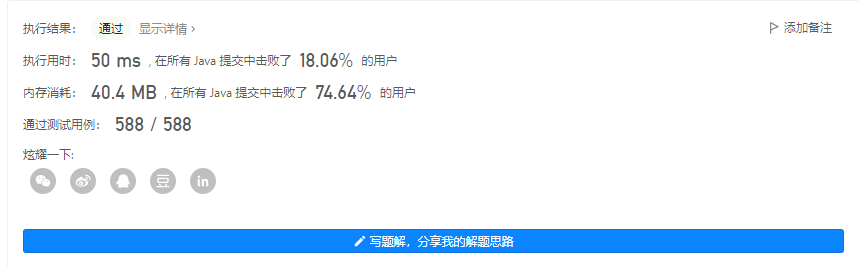 执行结果： 通过 显示详情 › 添加备注
执行用时： 50 ms , 在所有 Java 提交中击败了 18.06% 的用户
内存消耗： 40.4 MB , 在所有 Java 提交中击败了 74.64% 的用户
通过测试用例： 588 / 588
炫耀一下:
豆 in
写题解，分享我的解题思路